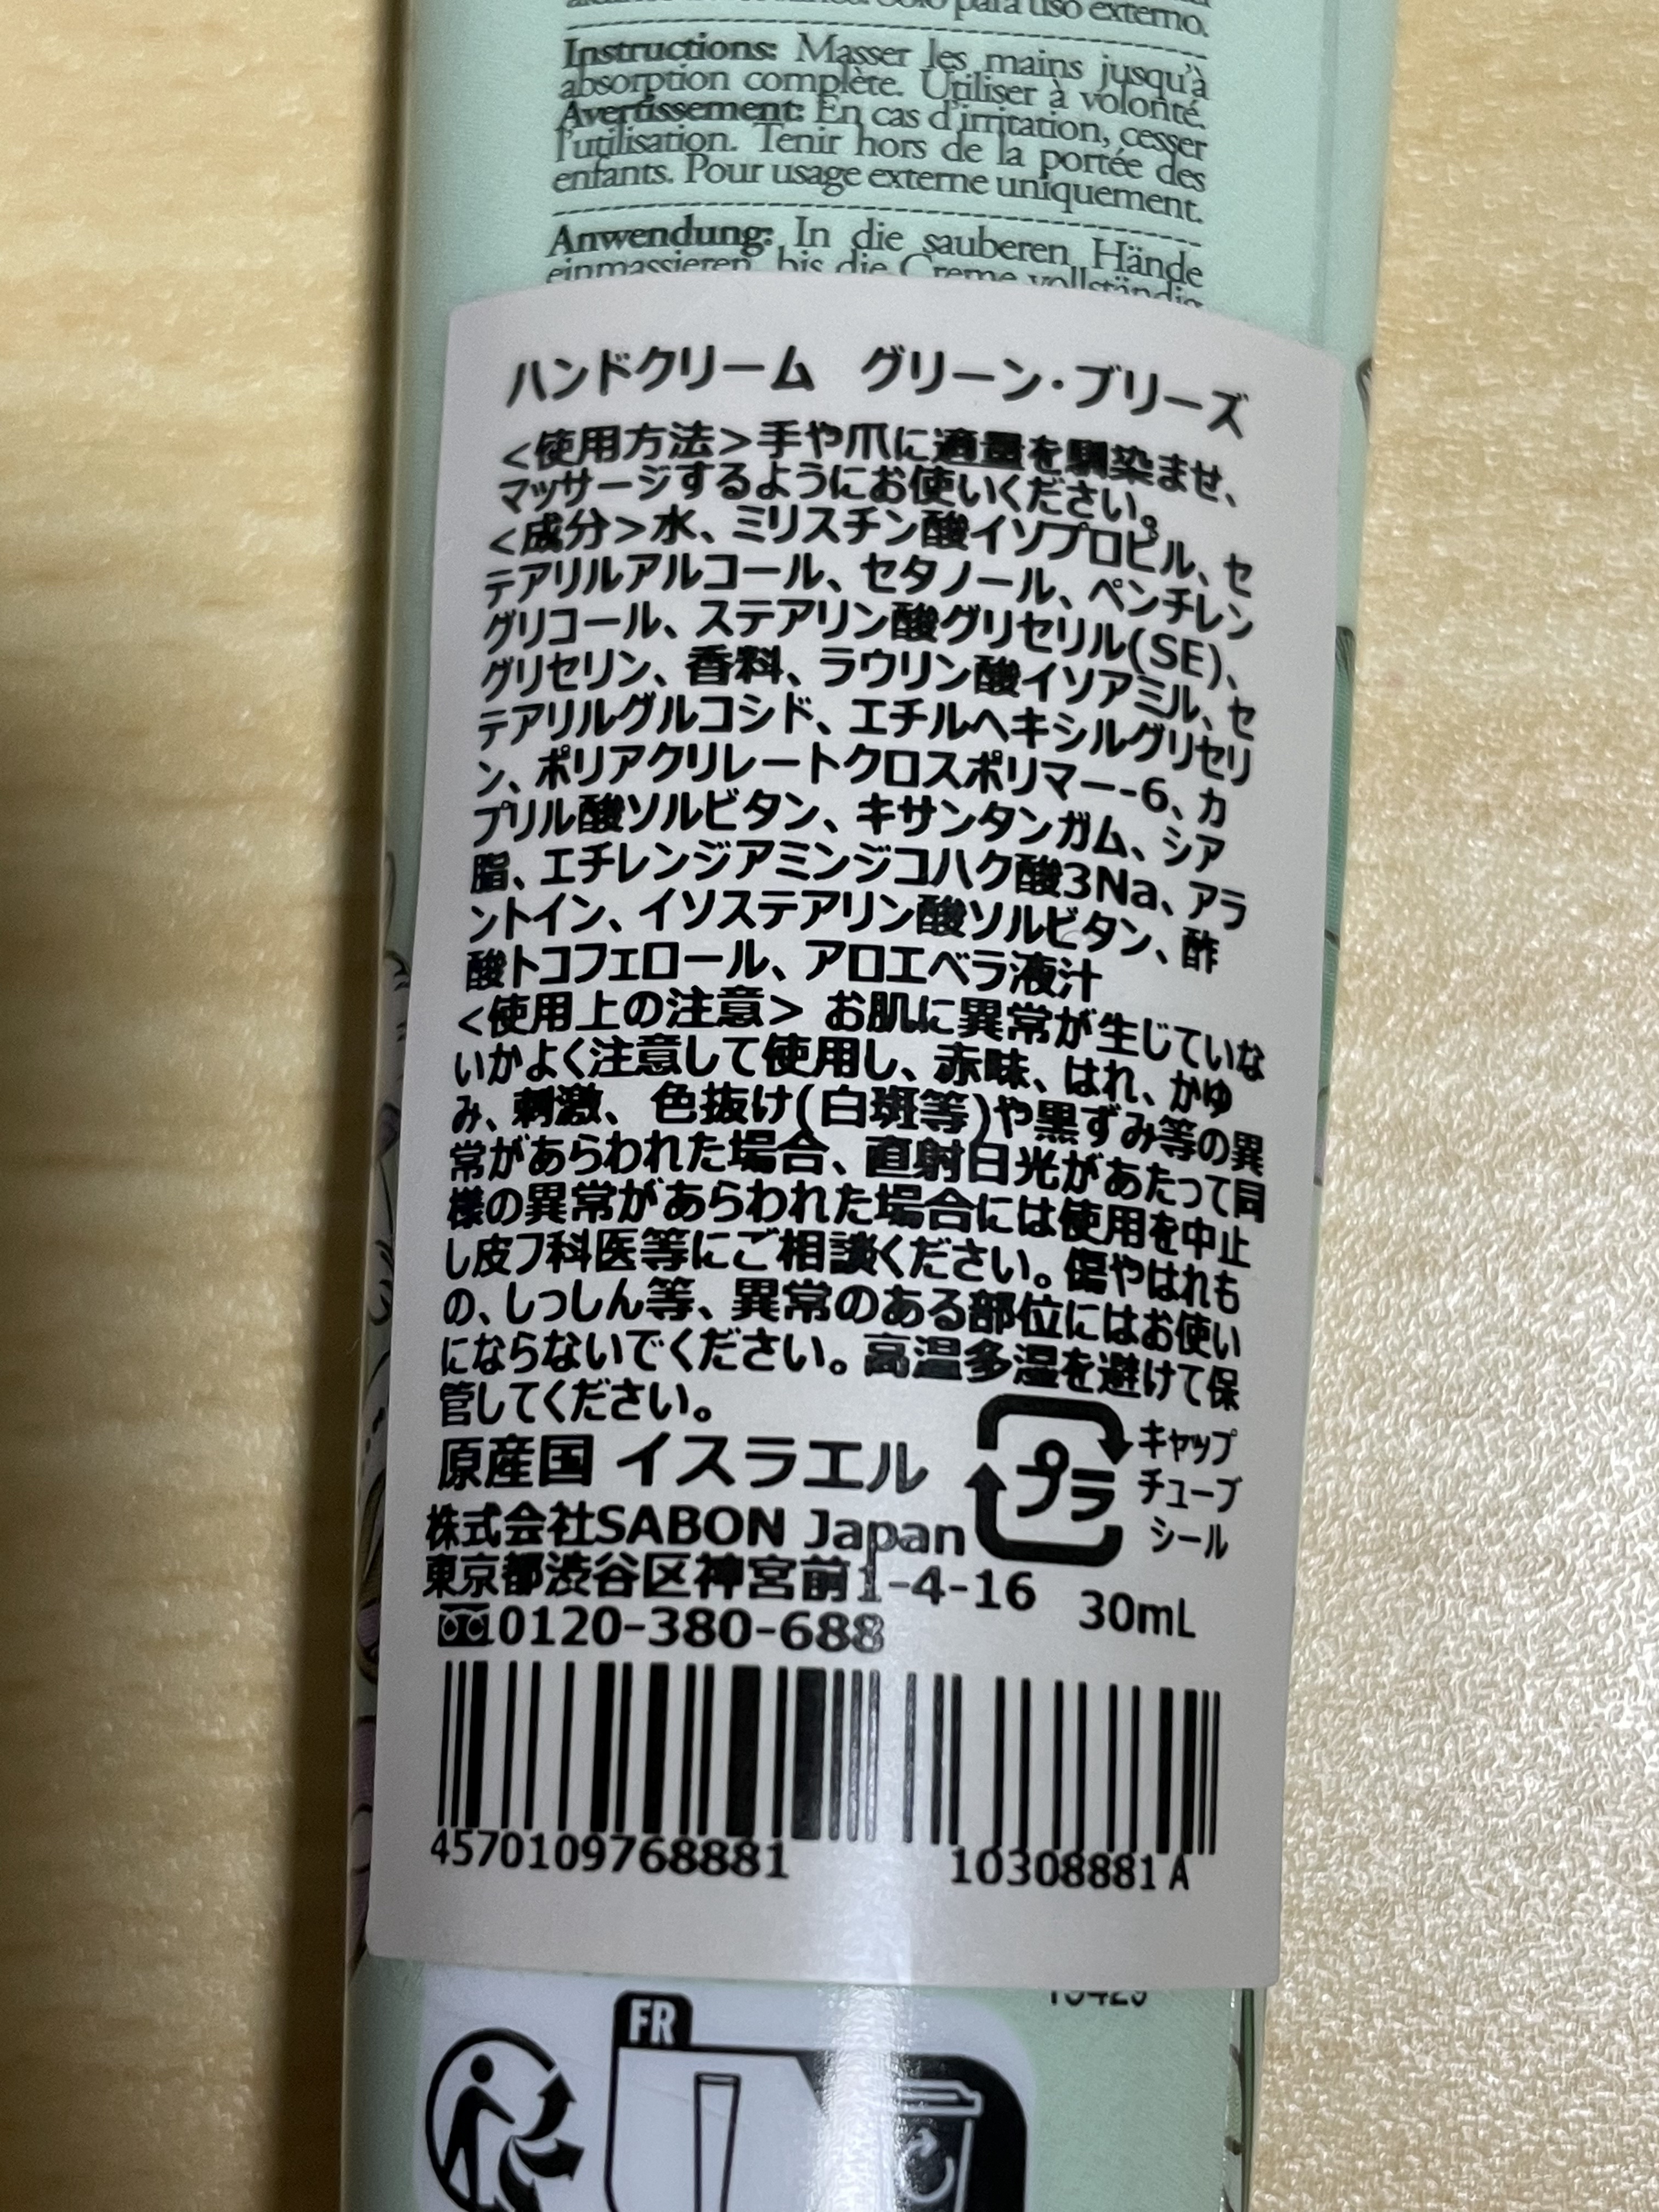 para uso externo.
Instructions: Masser les mains jusqu'à
absorption complète. Utiliser à volonté.
Avertissement: En cas d'irritation, cesser
l'utilisation. Tenir hors de la portée des
enfants. Pour usage externe uniquement.
Anwendung: In die sauberen Hände
einmassieren, bis die Creme vollständig
ハンドクリーム グリーン・ブリーズ
<使用方法>手や爪に適量を馴染ませ、
マッサージするようにお使いください。
<成分>水、ミリスチン酸イソプロピル、セ
テアリルアルコール、セタノール、ペンチレン
グリコール、ステアリン酸グリセリル(SE)、
グリセリン、香料、ラウリン酸イソアミル、セ
テアリルグルコシド、エチルヘキシルグリセリ
ン、ポリアクリレートクロスポリマー-6、カ
プリル酸ソルビタン、キサンタンガム、シア
脂、エチレンジアミンジコハク酸3Na、アラ
ントイン、イソステアリン酸ソルビタン、酢
酸トコフェロール、アロエベラ液汁
<使用上の注意> お肌に異常が生じていな
いかよく注意して使用し、赤味、はれ、かゆ
み、刺激、色抜け(白斑等)や黒ずみ等の異
常があらわれた場合、直射日光があたって同
様の異常があらわれた場合には使用を中止
し皮フ科医等にご相談ください。傷やはれも
の、しっしん等、異常のある部位にはお使い
にならないでください。高温多湿を避けて保
管してください。
原産国 イスラエル
プラ
キャップ
チューブ
シール
株式会社SABON Japan
東京都渋谷区神宮前1-4-16
30mL
0120-380-688
4570109768881
10308881 A
FR